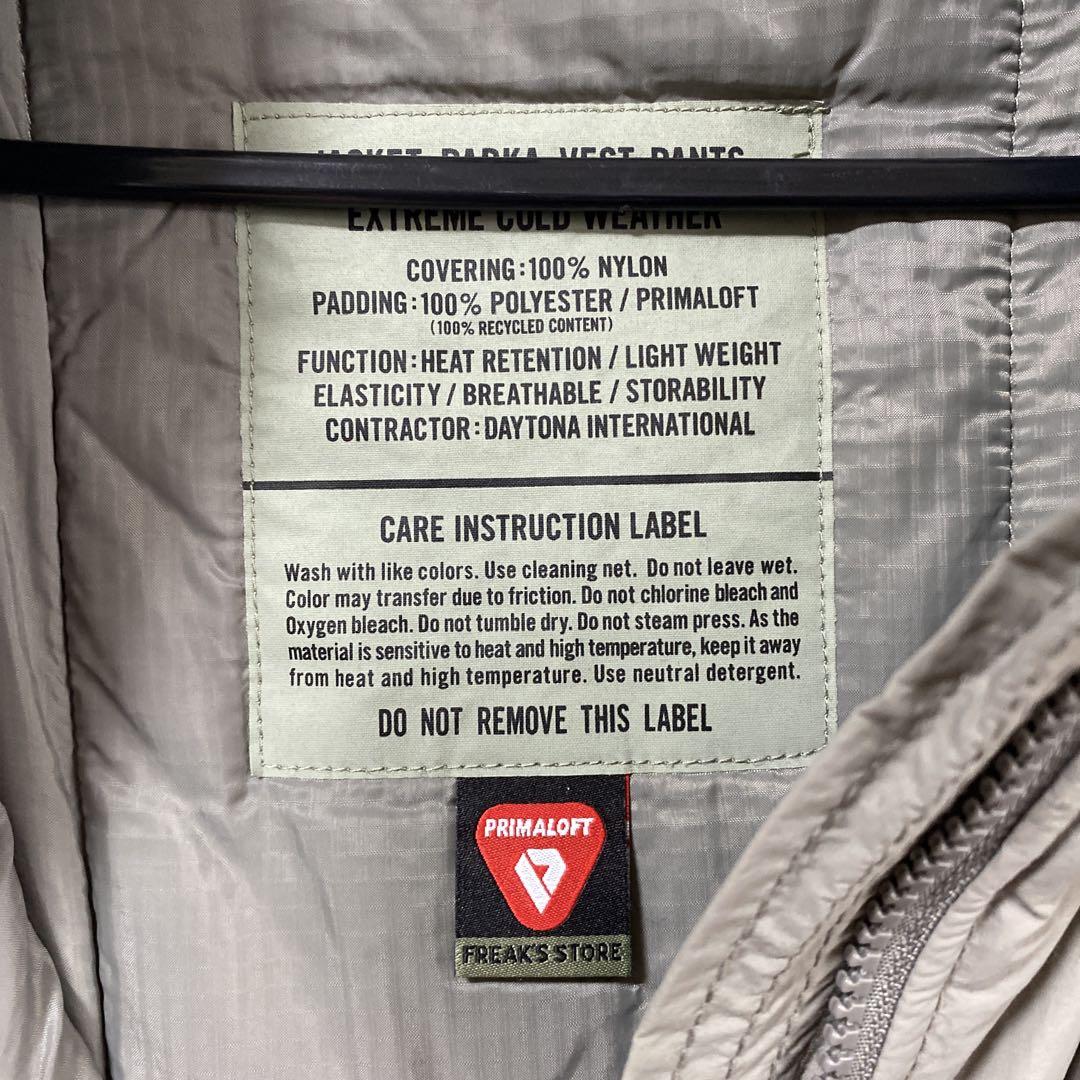 JACKET PARKA VEST PANTS
EXTREME COLD WEATHER
COVERING:100% NYLON
PADDING:100% POLYESTER / PRIMALOFT
(100% RECYCLED CONTENT)
FUNCTION:HEAT RETENTION / LIGHT WEIGHT
ELASTICITY / BREATHABLE / STORABILITY
CONTRACTOR:DAYTONA INTERNATIONAL
CARE INSTRUCTION LABEL
Wash with like colors. Use cleaning net. Do not leave wet.
Color may transfer due to friction. Do not chlorine bleach and
Oxygen bleach. Do not tumble dry. Do not steam press. As the
material is sensitive to heat and high temperature, keep it away
from heat and high temperature. Use neutral detergent.
DO NOT REMOVE THIS LABEL
PRIMALOFT
FREAK'S STORE